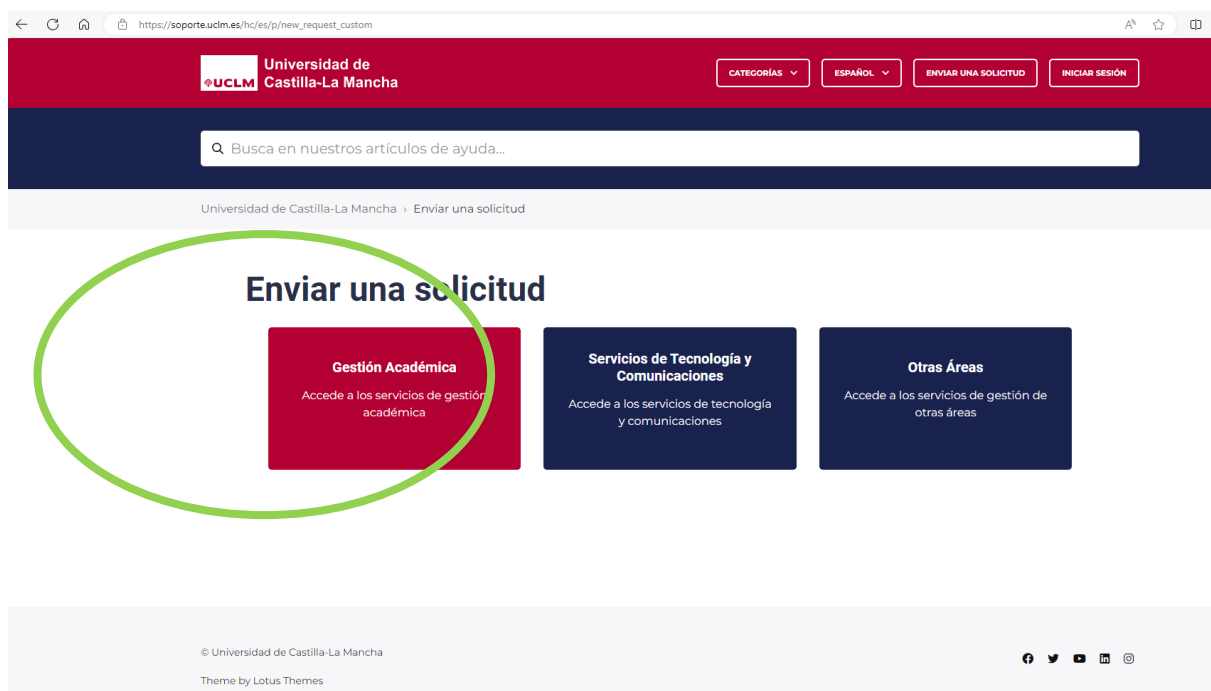 https://soporte.uclm.es/hc/es/p/new_request_custom
UCLM
Universidad de
Castilla-La Mancha
CATEGORÍAS
ESPAÑOL
ENVIAR UNA SOLICITUD
INICIAR SESIÓN
Busca en nuestros artículos de ayuda...
Universidad de Castilla-La Mancha › Enviar una solicitud
Enviar una solicitud
Gestión Académica
Accede a los servicios de gestión
académica
Servicios de Tecnología y
Comunicaciones
Accede a los servicios de tecnología
y comunicaciones
Otras Áreas
Accede a los servicios de gestión de
otras áreas
© Universidad de Castilla-La Mancha
Theme by Lotus Themes